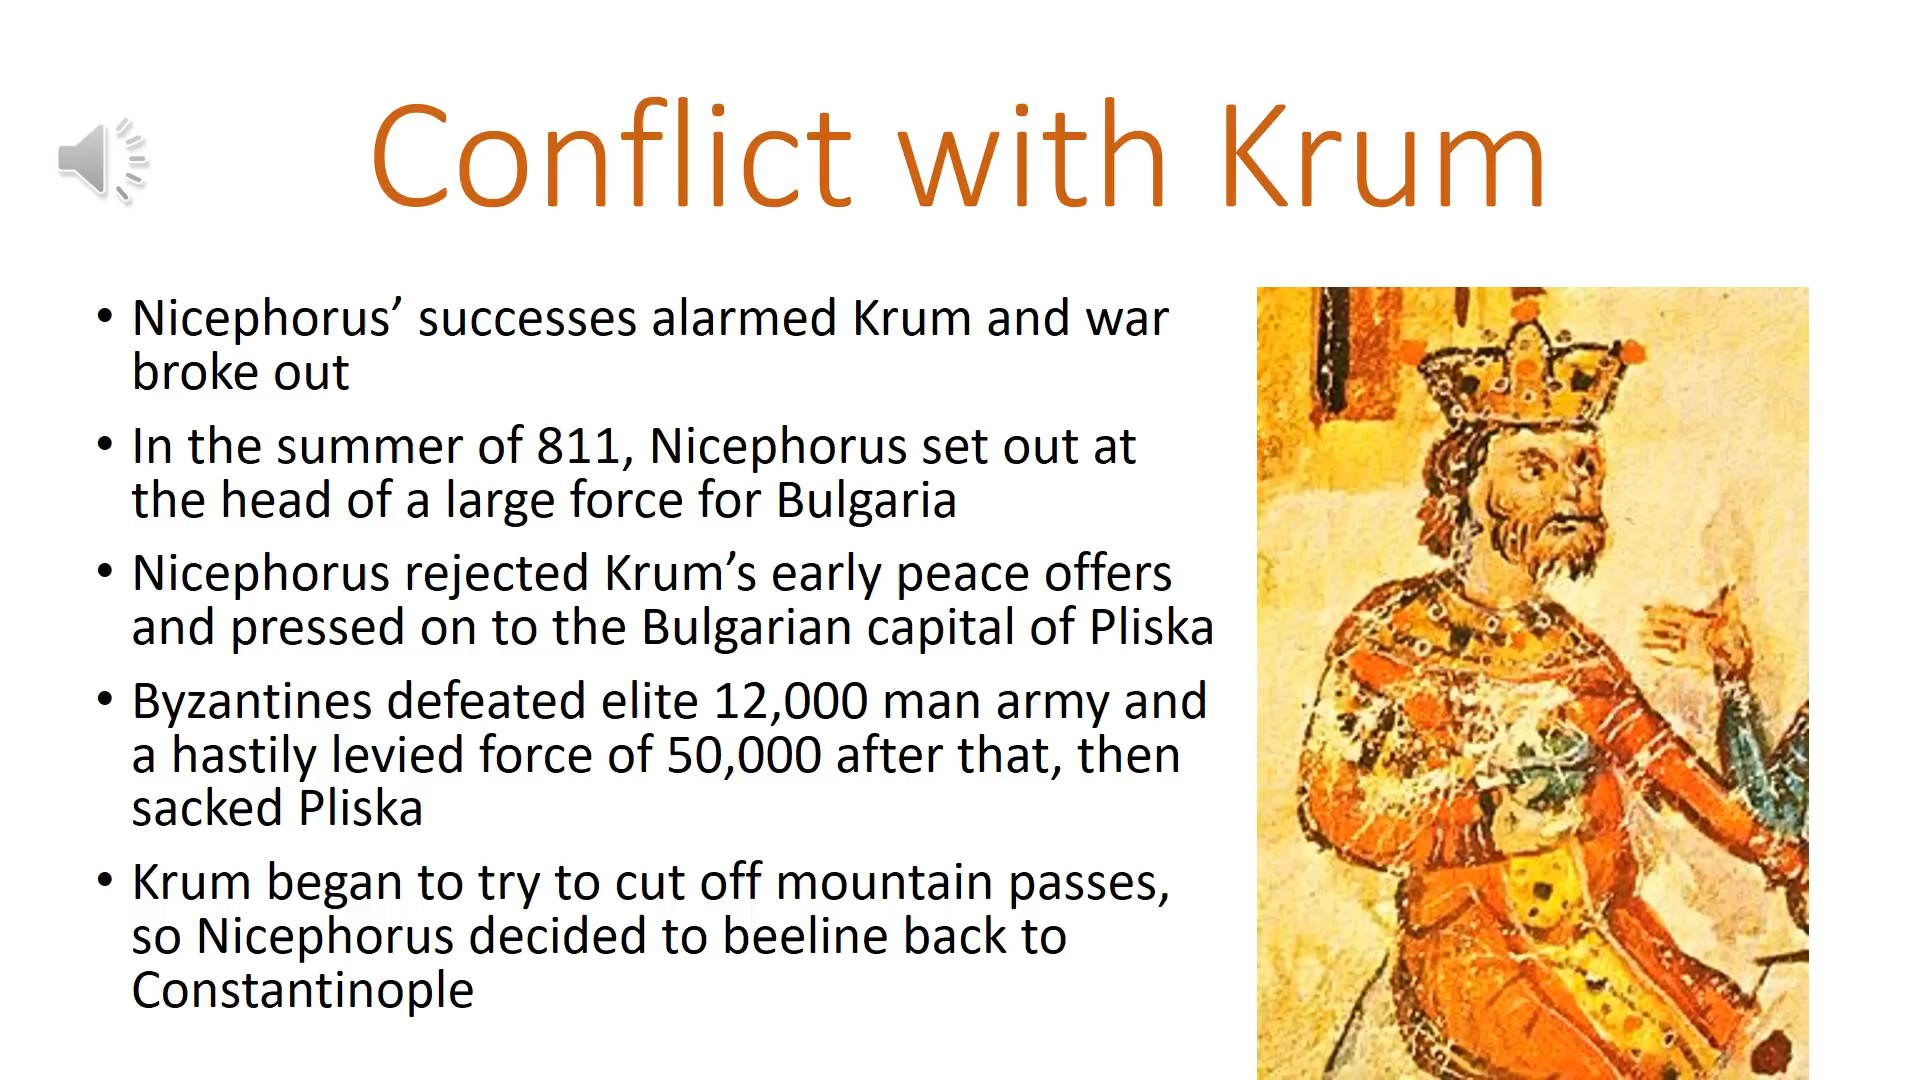 Conflict with Krum
• Nicephorus’ successes alarmed Krum and war
broke out
• In the summer of 811, Nicephorus set out at
the head of a large force for Bulgaria
• Nicephorus rejected Krum’s early peace offers
and pressed on to the Bulgarian capital of Pliska
• Byzantines defeated elite 12,000 man army and
a hastily levied force of 50,000 after that, then
sacked Pliska
• Krum began to try to cut off mountain passes,
so Nicephorus decided to beeline back to
Constantinople